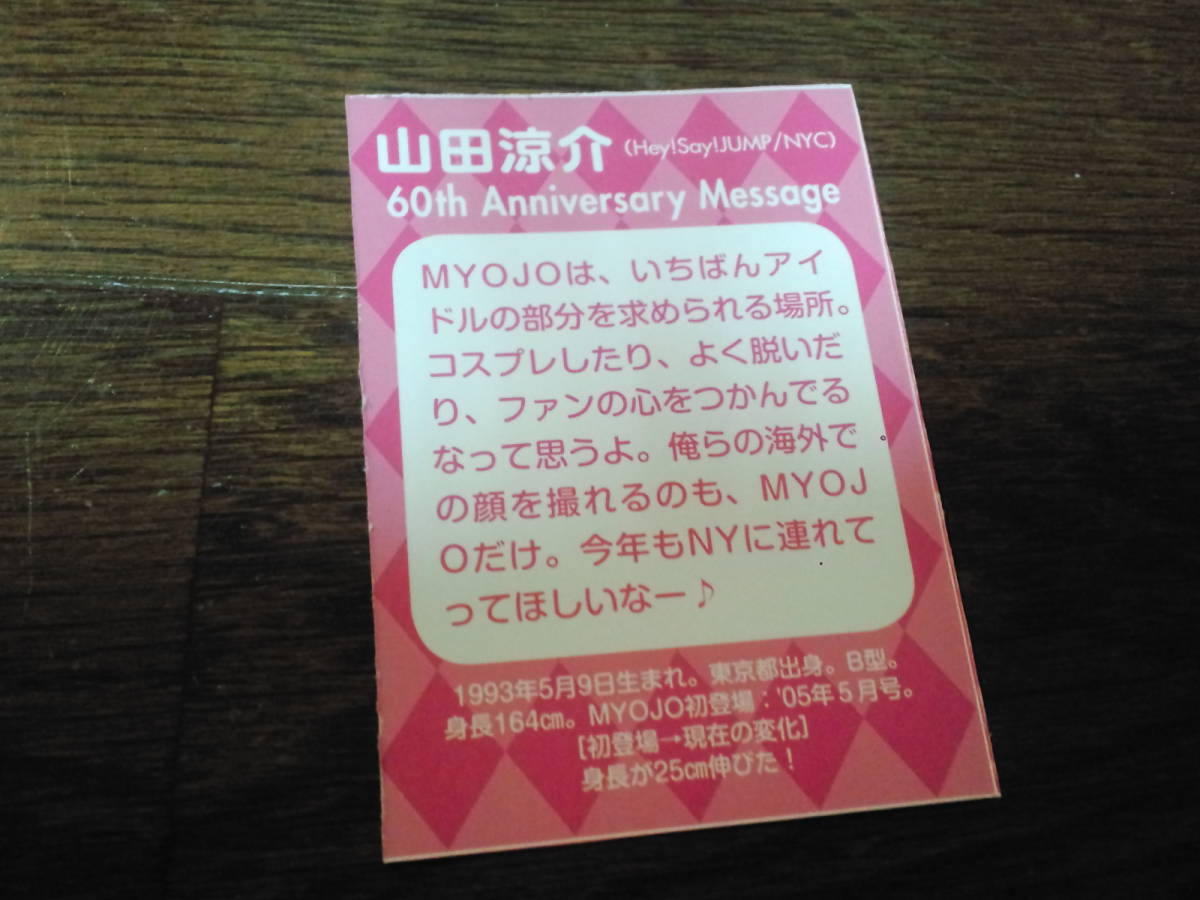 山田涼介 (Hey!Say!JUMP/NYC)
60th Anniversary Message
MYOJOは、いちばんアイ
ドルの部分を求められる場所。
コスプレしたり、よく脱いだ
り、ファンの心をつかんでる
なって思うよ。俺らの海外で
の顔を撮れるのも、MYOJ
Oだけ。今年もNYに連れて
ってほしいなー♪
1993年5月9日生まれ。東京都出身。B型。
身長164㎝。MYOJO初登場：'05年5月号。
[初登場→現在の変化]
身長が25㎝伸びた！